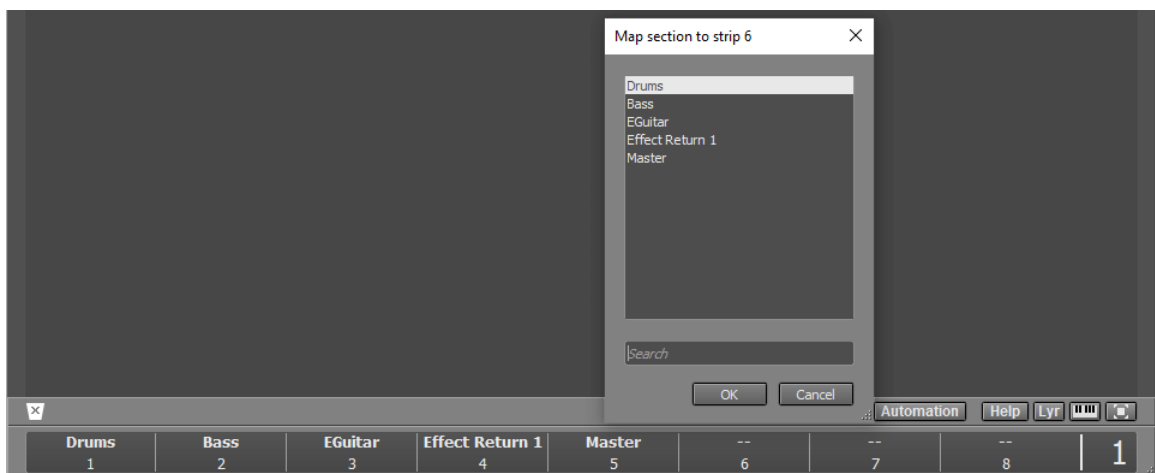 Map section to strip 6
Drums
Bass
EGuitar
Effect Return 1
Master
Search
OK Cancel
Automation Help Lyr
Drums Bass EGuitar Effect Return 1 Master -- -- --
1 2 3 4 5 6 7 8 1